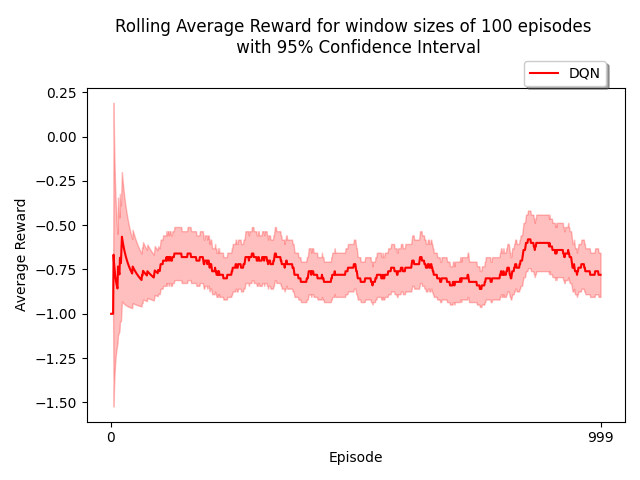 Rolling Average Reward for window sizes of 100 episodes
with 95% Confidence Interval
DQN
0.25
0.00
−0.25
−0.50
−0.75
−1.00
−1.25
−1.50
Average Reward
0
999
Episode